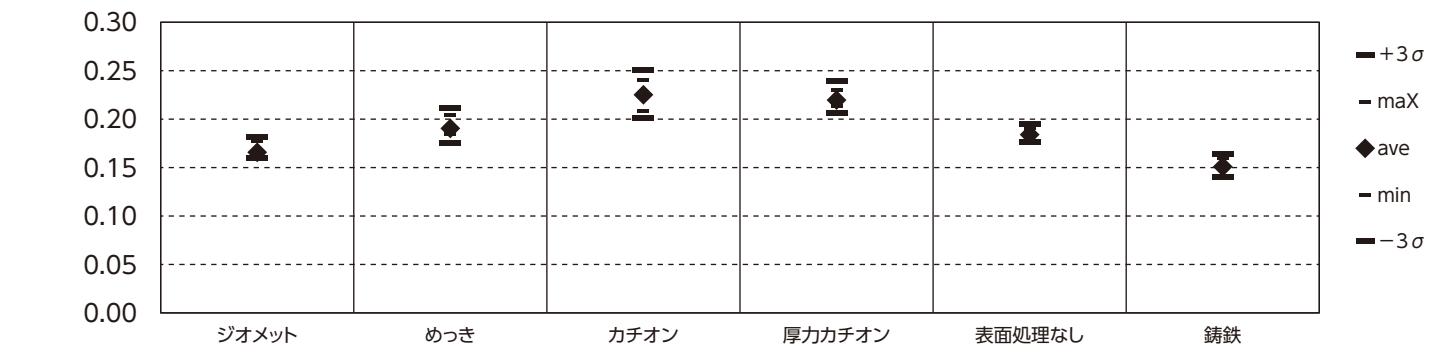 0.30
0.25
0.20
0.15
0.10
0.05
0.00
ジオメット
めっき
カチオン
厚力カチオン
表面処理なし
鋳鉄
+3σ
maX
ave
min
−3σ